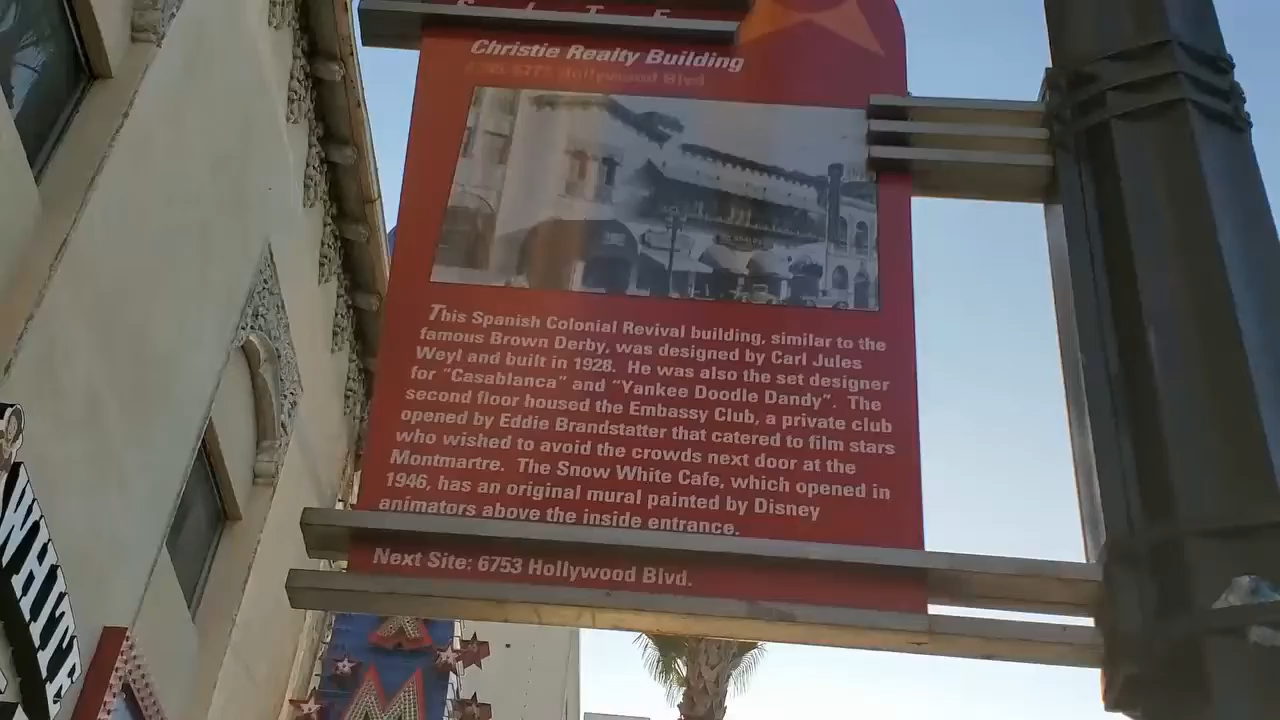 Christie Realty Building
Hollywood Blvd
This Spanish Colonial Revival building, similar to the
famous Brown Derby, was designed by Carl Jules
Weyl and built in 1928. He was also the set designer
for "Casablanca" and "Yankee Doodle Dandy". The
second floor housed the Embassy Club, a private club
opened by Eddie Brandstatter that catered to film stars
who wished to avoid the crowds next door at the
Montmartre. The Snow White Cafe, which opened in
1946, has an original mural painted by Disney
animators above the inside entrance.
Next Site: 6753 Hollywood Blvd.
WHITE
M